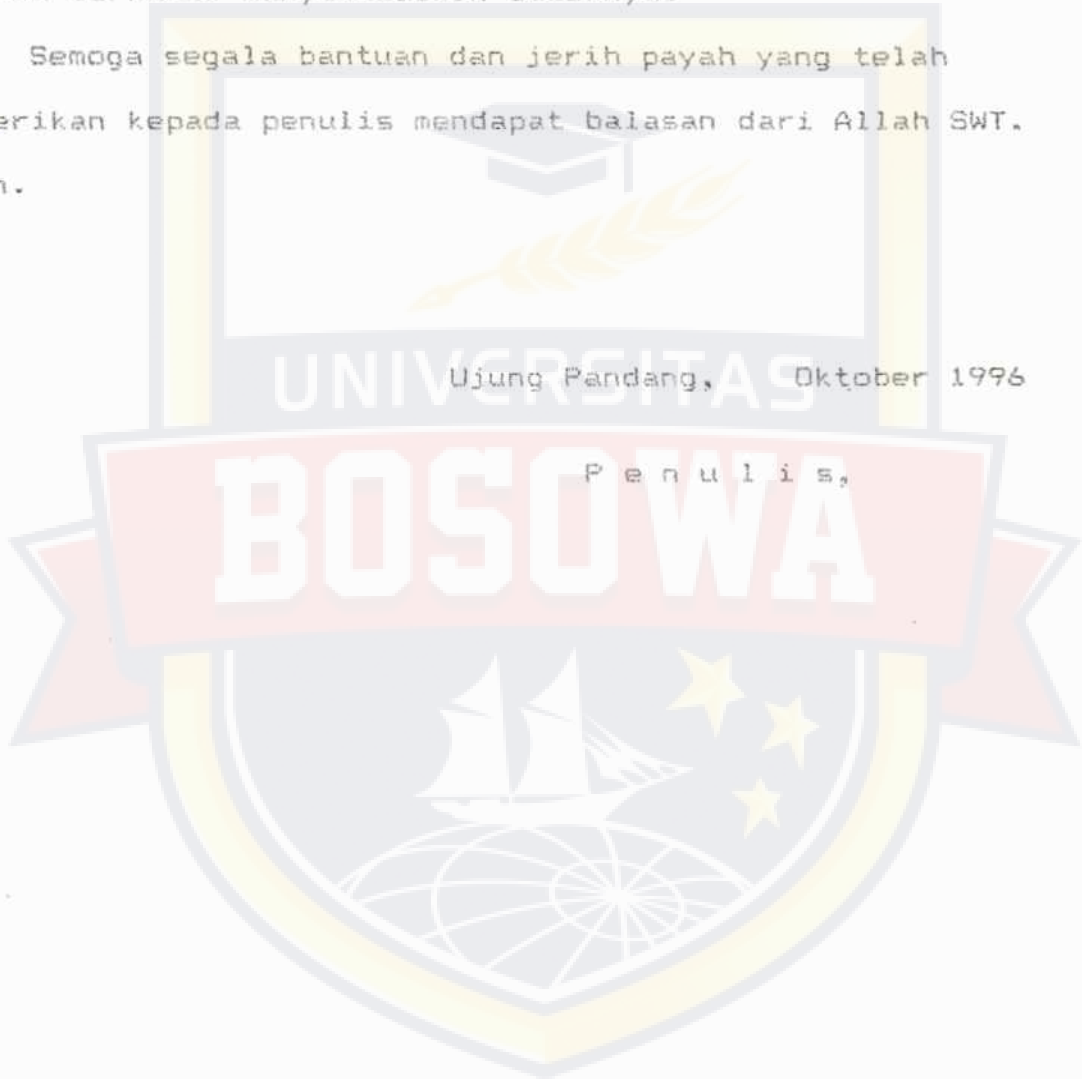 Semoga segala bantuan dan jerih payah yang telah
erikan kepada penulis mendapat balasan dari Allah SWT.
n.
UNIVERSITAS
Ujung Pandang, Oktober 1996
P e n u l i s,
BOSOWA